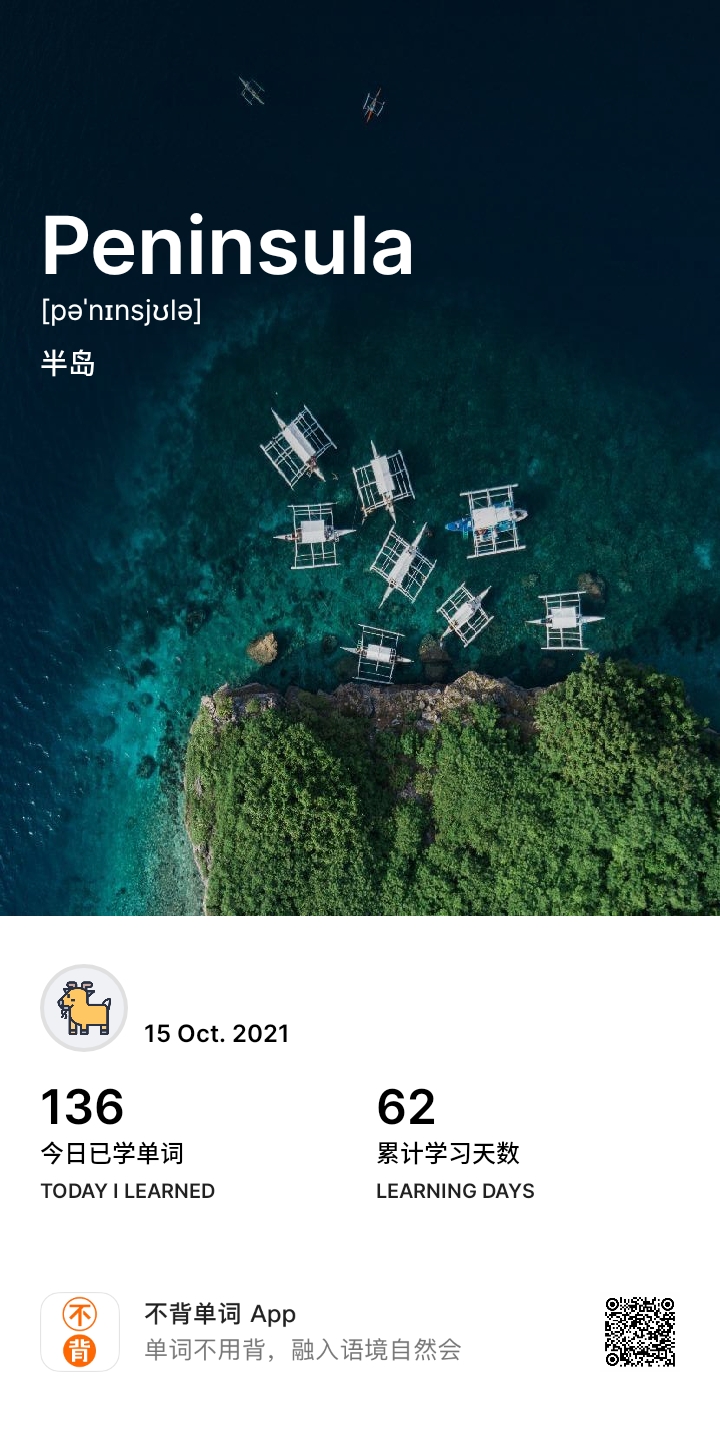 Peninsula
[pəˈnɪnsjʊlə]
半岛
15 Oct. 2021
136
62
今日已学单词
累计学习天数
TODAY I LEARNED
LEARNING DAYS
不
背
不背单词 App
单词不用背，融入语境自然会